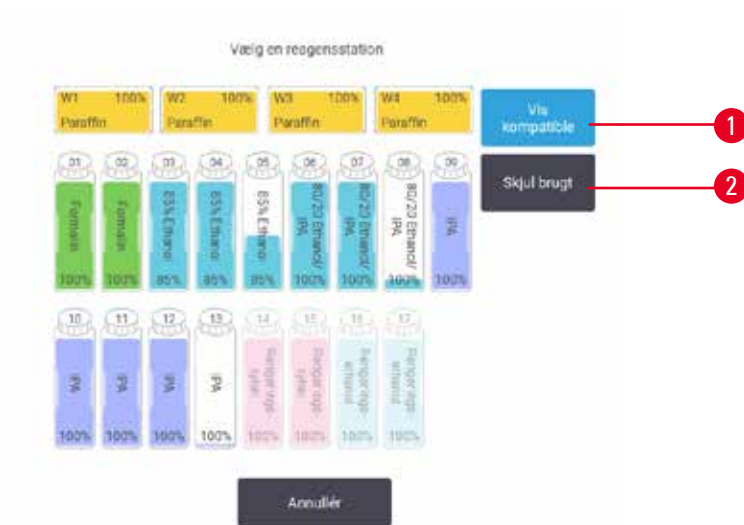 Vælg en reagensstation
W1 100% W2 100% W3 100% W4 100%
Paraffin Paraffin Paraffin Paraffin
Vis
kompatible
1
Skjul brugt
2
01 02 03 04 05 06 07 08 09
Formalin
Formalin
85% Ethanol
85% Ethanol
85% Ethanol
80/20 Ethanol/
IPA
80/20 Ethanol/
IPA
80/20 Ethanol/
IPA
IPA
100% 100% 85% 85% 85% 100% 100% 100% 100%
10 11 12 13 14 15 16 17
IPA
IPA
IPA
IPA
100% 100% 100% 100% 100% 100% 100% 100%
Annullér